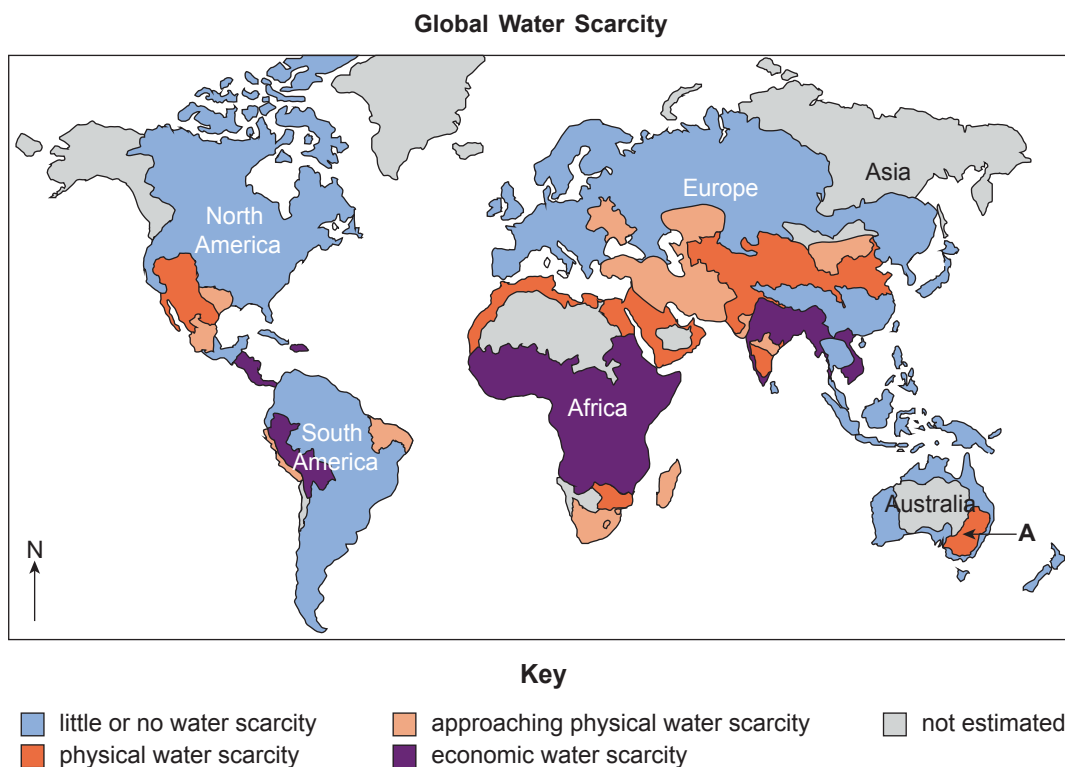 Global Water Scarcity
North
America
Europe
Asia
Africa
South
America
Australia
A
N
Key
little or no water scarcity
approaching physical water scarcity
not estimated
physical water scarcity
economic water scarcity